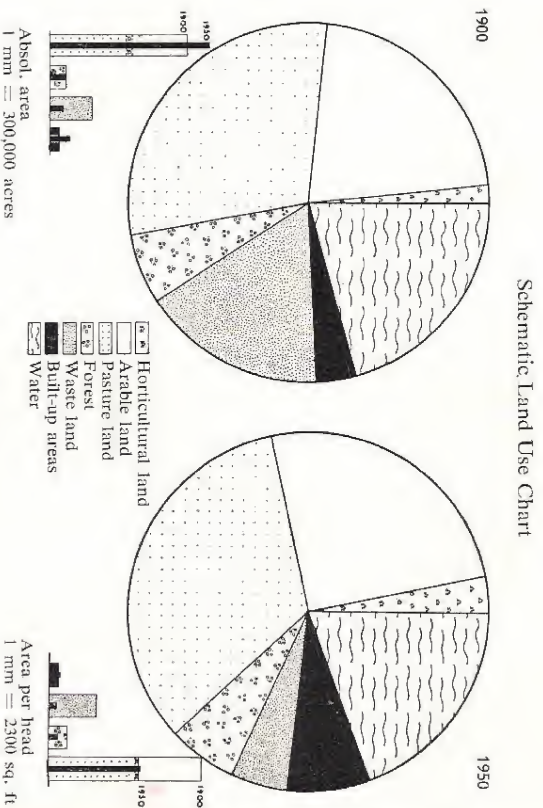 Schematic Land Use Chart
1900
1950
1900
1950
Absol. area
1 mm = 300,000 acres
Horticultural land
Arable land
Pasture land
Forest
Waste land
Built-up areas
Water
1900
1950
Area per head
1 mm = 2300 sq. ft